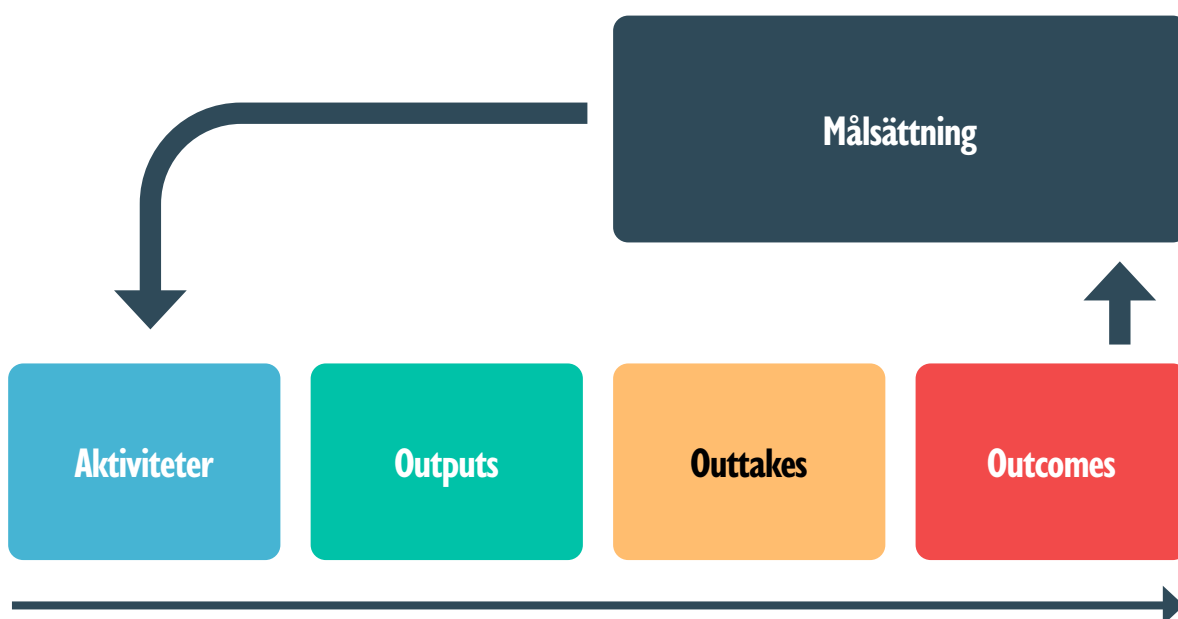 Målsättning
Aktiviteter
Outputs
Outtakes
Outcomes